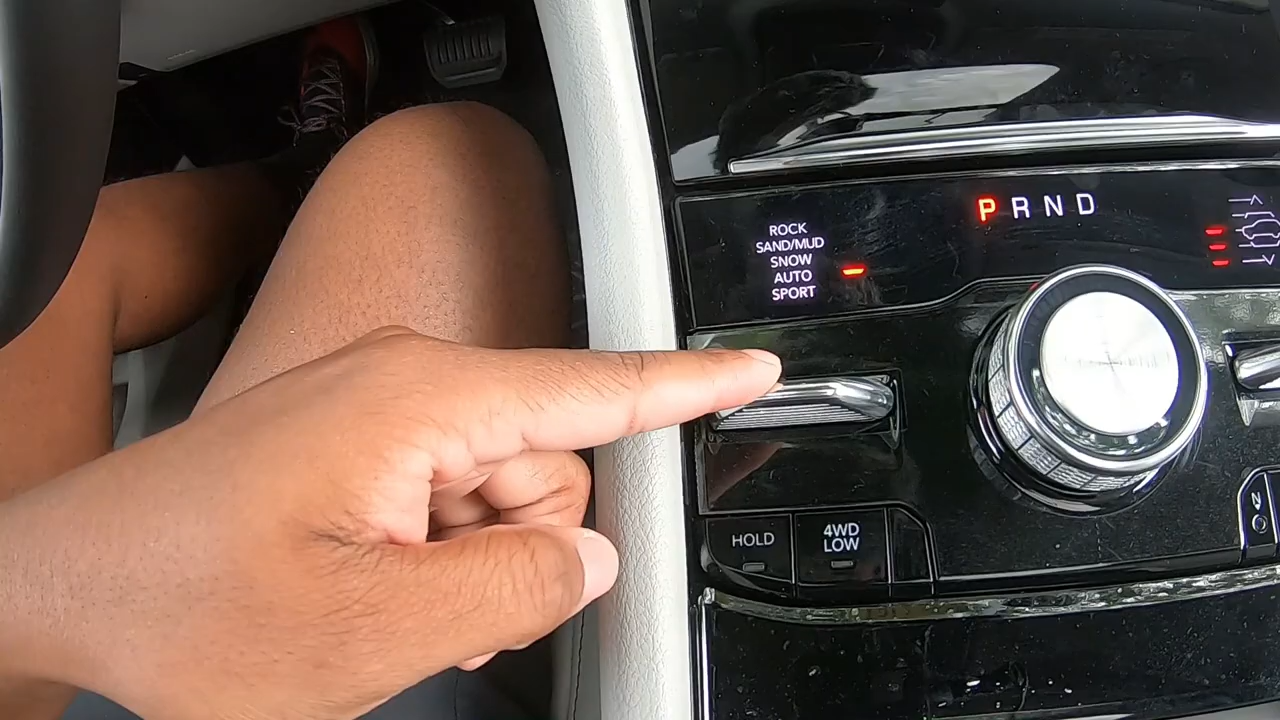 P R N D
ROCK
SAND/MUD
SNOW
AUTO
SPORT
HOLD
4WD
LOW
N